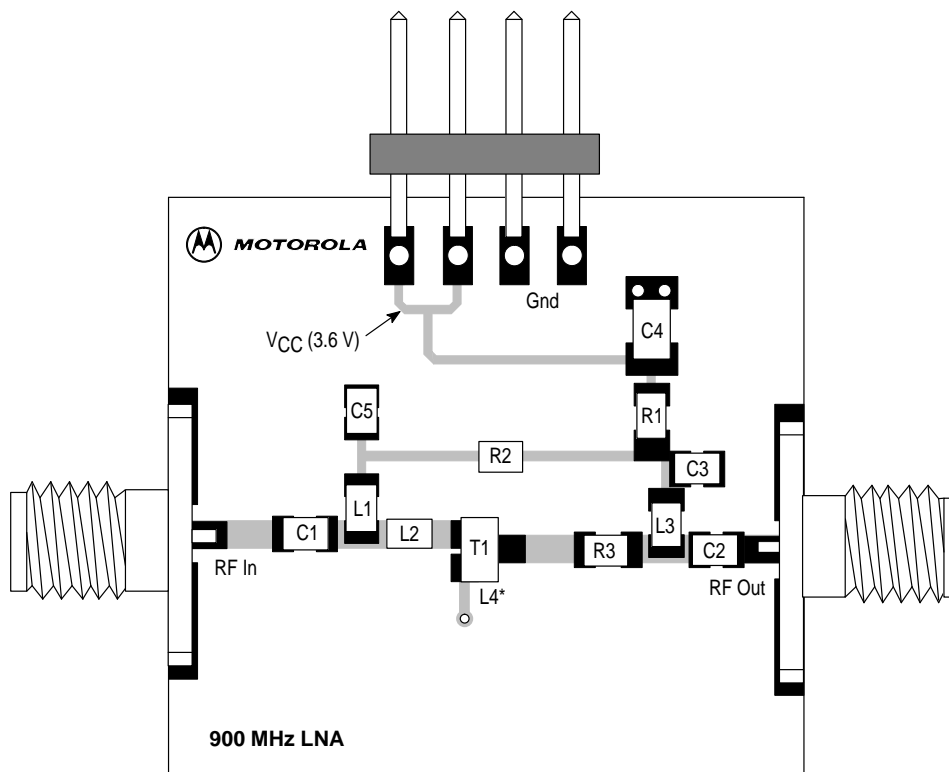 MOTOROLA
Gnd
VCC (3.6 V)
C4
C5
R1
R2
C3
L1
L3
C1
L2
T1
R3
C2
RF In
L4*
RF Out
900 MHz LNA